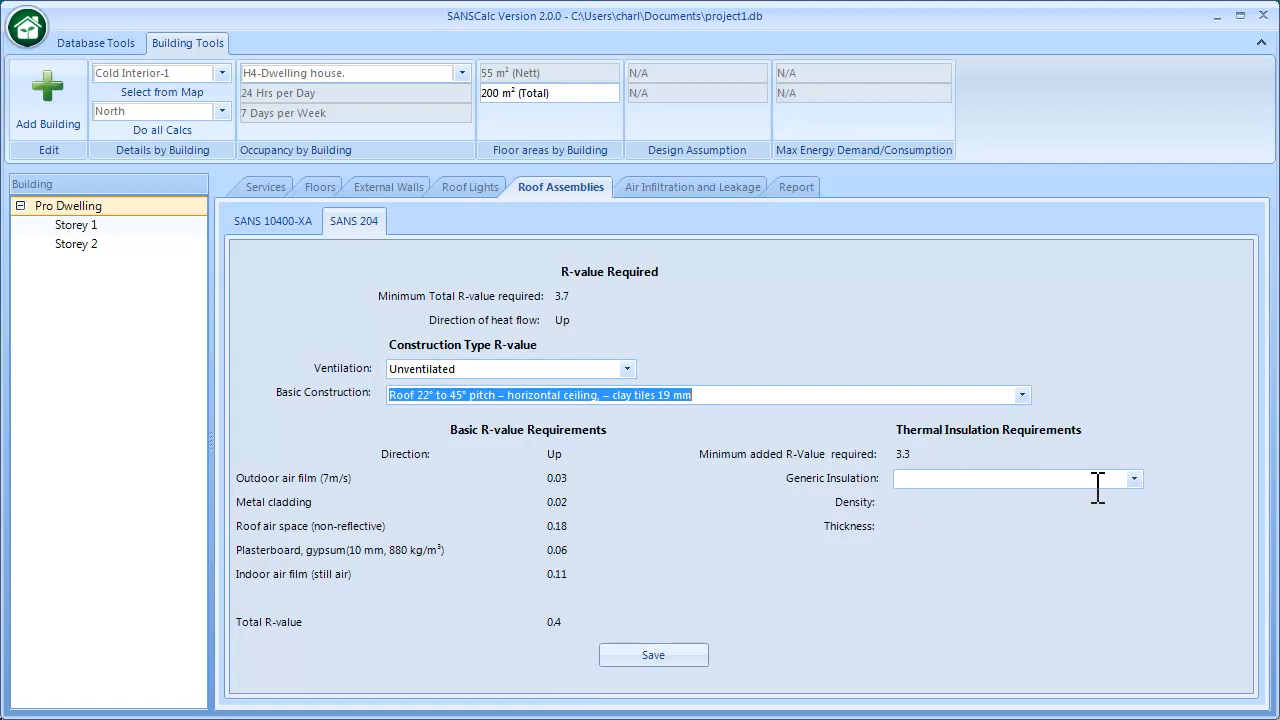 SANSCalc Version 2.0.0 - C:\Users\charl\Documents\project1.db
Database Tools
Building Tools
Add Building
Edit
Cold Interior-1
Select from Map
North
Do all Calcs
Details by Building
H4-Dwelling house.
24 Hrs per Day
7 Days per Week
Occupancy by Building
55 m² (Nett)
200 m² (Total)
Floor areas by Building
N/A
N/A
Design Assumption
N/A
N/A
Max Energy Demand/Consumption
Building
Pro Dwelling
Storey 1
Storey 2
Services
Floors
External Walls
Roof Lights
Roof Assemblies
Air Infiltration and Leakage
Report
SANS 10400-XA
SANS 204
R-value Required
Minimum Total R-value required: 3.7
Direction of heat flow: Up
Construction Type R-value
Ventilation: Unventilated
Basic Construction: Roof 22° to 45° pitch – horizontal ceiling, – clay tiles 19 mm
Basic R-value Requirements
Direction: Up
Outdoor air film (7m/s) 0.03
Metal cladding 0.02
Roof air space (non-reflective) 0.18
Plasterboard, gypsum(10 mm, 880 kg/m³) 0.06
Indoor air film (still air) 0.11
Total R-value 0.4
Thermal Insulation Requirements
Minimum added R-Value  required: 3.3
Generic Insulation:
Density:
Thickness:
Save